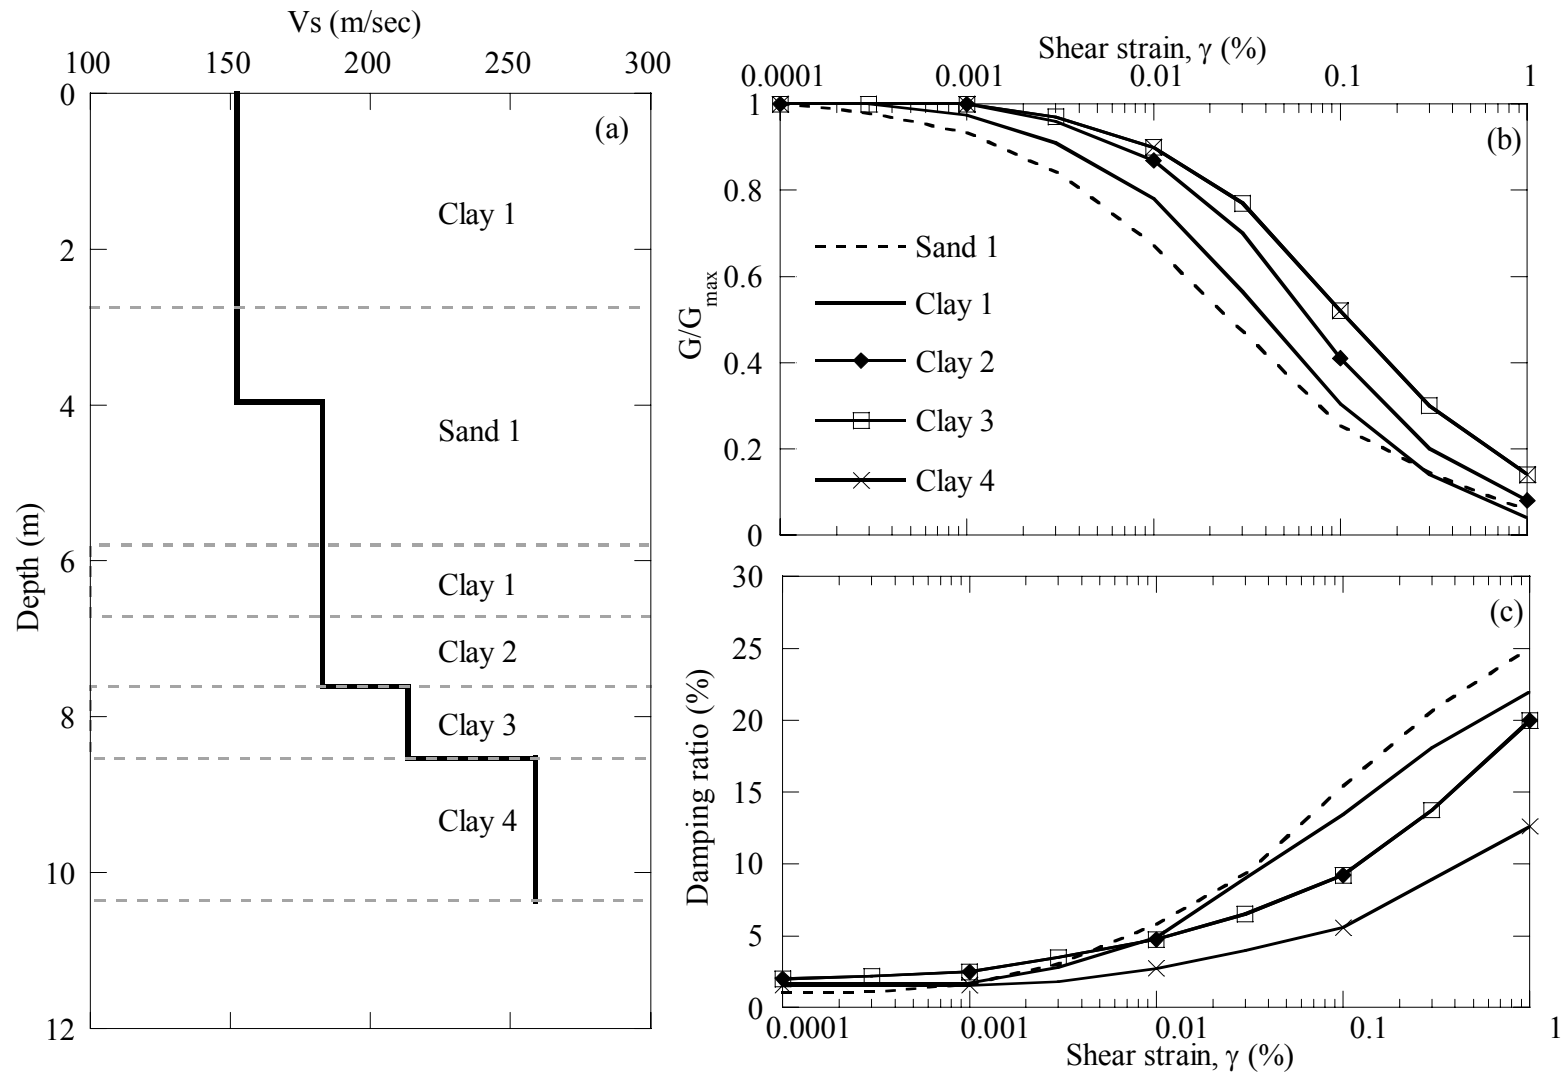 Vs (m/sec)
100 150 200 250 300
0
2
4
6
8
10
12
Depth (m)
(a)
Clay 1
Sand 1
Clay 1
Clay 2
Clay 3
Clay 4
Shear strain, γ (%)
0.0001 0.001 0.01 0.1 1
1
0.8
0.6
0.4
0.2
0
G/Gmax
(b)
Sand 1
Clay 1
Clay 2
Clay 3
Clay 4
30
25
20
15
10
5
0
Damping ratio (%)
(c)
0.0001 0.001 0.01 0.1 1
Shear strain, γ (%)